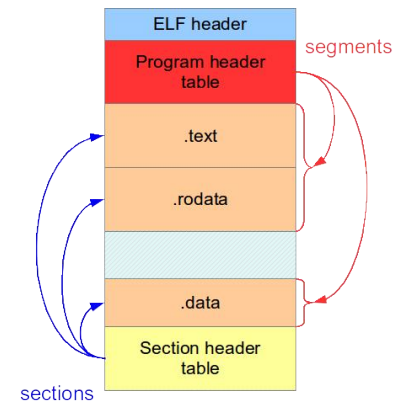 ELF header
segments
Program header
table
.text
.rodata
.data
Section header
table
sections